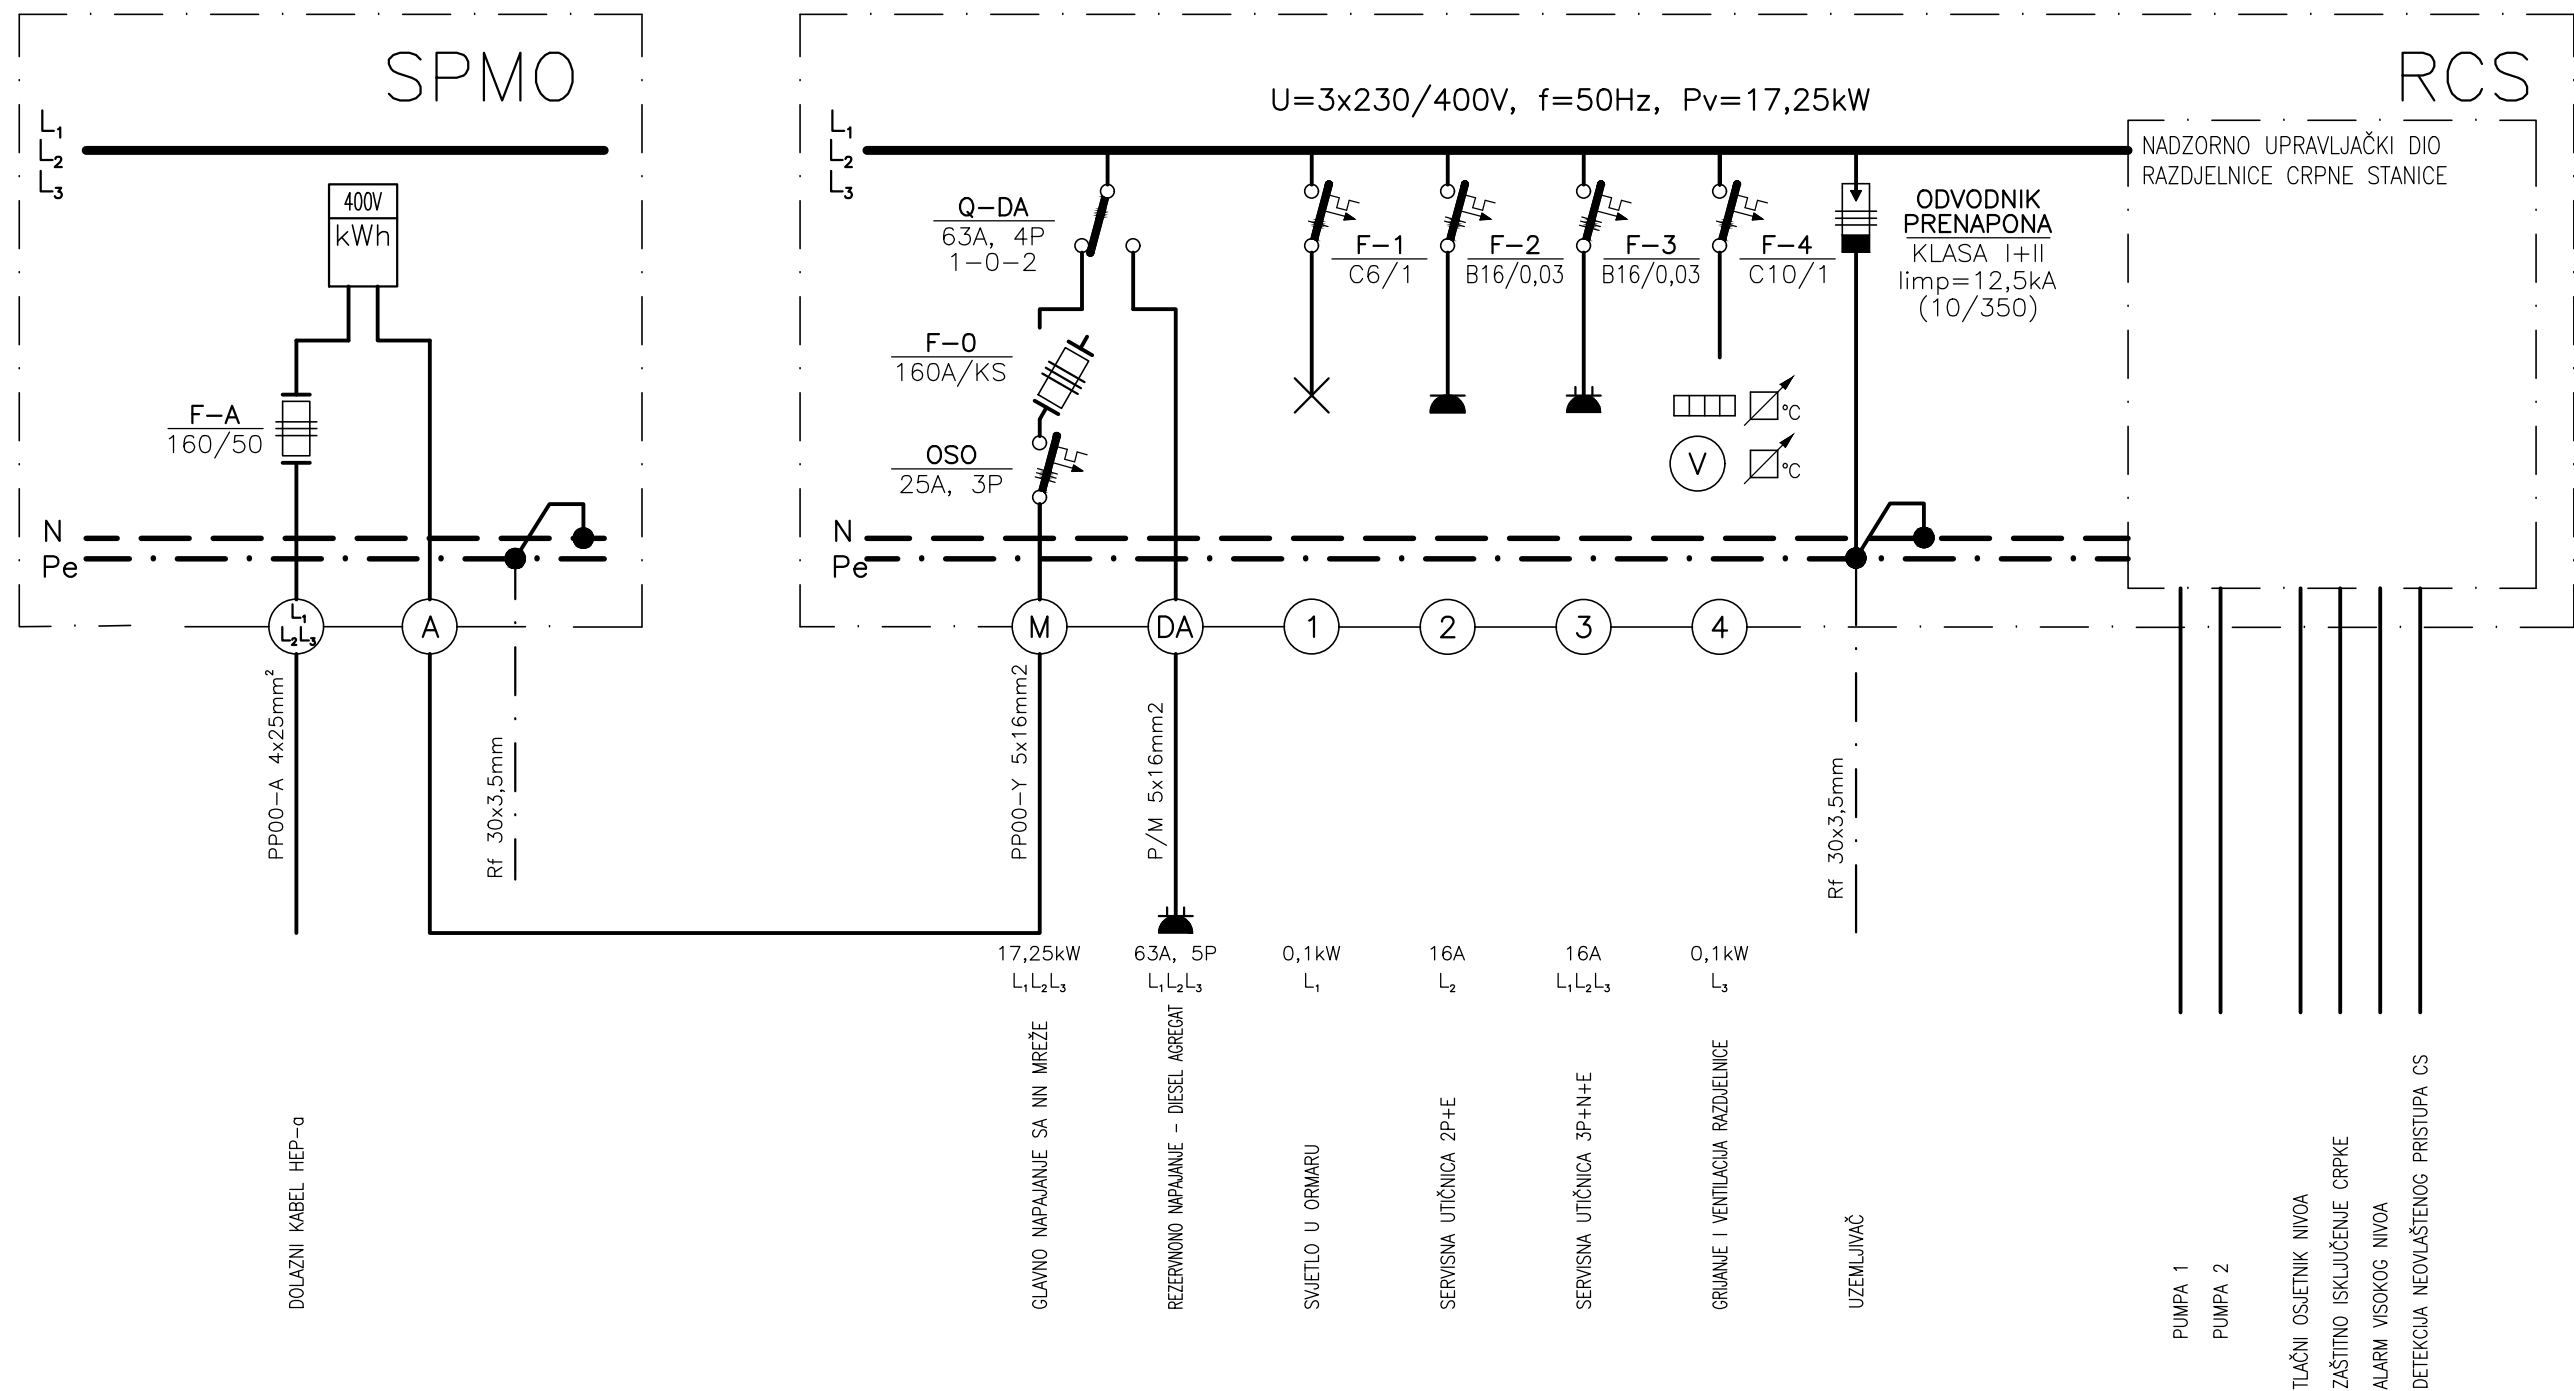 SPMO
L₁
L₂
L₃
400V
kWh
F-A
160/50
N
Pe
L₁
L₂L₃
A
PP00-A 4x25mm²
Rf 30x3,5mm
DOLAZNI KABEL HEP-a
RCS
U=3x230/400V, f=50Hz, Pv=17,25kW
L₁
L₂
L₃
NADZORNO UPRAVLJAČKI DIO
RAZDJELNICE CRPNE STANICE
Q-DA
63A, 4P
1-0-2
F-0
160A/KS
OSO
25A, 3P
F-1
C6/1
F-2
B16/0,03
F-3
B16/0,03
F-4
C10/1
ODVODNIK
PRENAPONA
KLASA I+II
Iimp=12,5kA
(10/350)
°C
V
°C
N
Pe
M
DA
1
2
3
4
PP00-Y 5x16mm2
P/M 5x16mm2
Rf 30x3,5mm
17,25kW
L₁L₂L₃
63A, 5P
L₁L₂L₃
0,1kW
L₁
16A
L₂
16A
L₁L₂L₃
0,1kW
L₃
GLAVNO NAPAJANJE SA NN MREŽE
REZERVNONO NAPAJANJE - DIESEL AGREGAT
SVJETLO U ORMARU
SERVISNA UTIČNICA 2P+E
SERVISNA UTIČNICA 3P+N+E
GRIJANJE I VENTILACIJA RAZDJELNICE
UZEMLJIVAČ
PUMPA 1
PUMPA 2
TLAČNI OSJETNIK NIVOA
ZAŠTITNO ISKLJUČENJE CRPKE
ALARM VISOKOG NIVOA
DETEKCIJA NEOVLAŠTENOG PRISTUPA CS